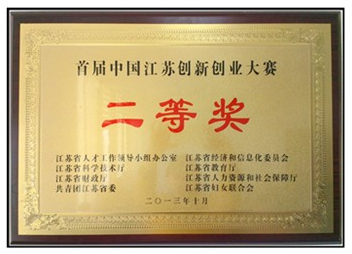 首届中国江苏创新创业大赛
二等奖
江苏省人才工作领导小组办公室 江苏省经济和信息化委员会
江苏省科学技术厅 江苏省教育厅
江苏省财政厅 江苏省人力资源和社会保障厅
共青团江苏省委 江苏省妇女联合会
二〇一三年十月